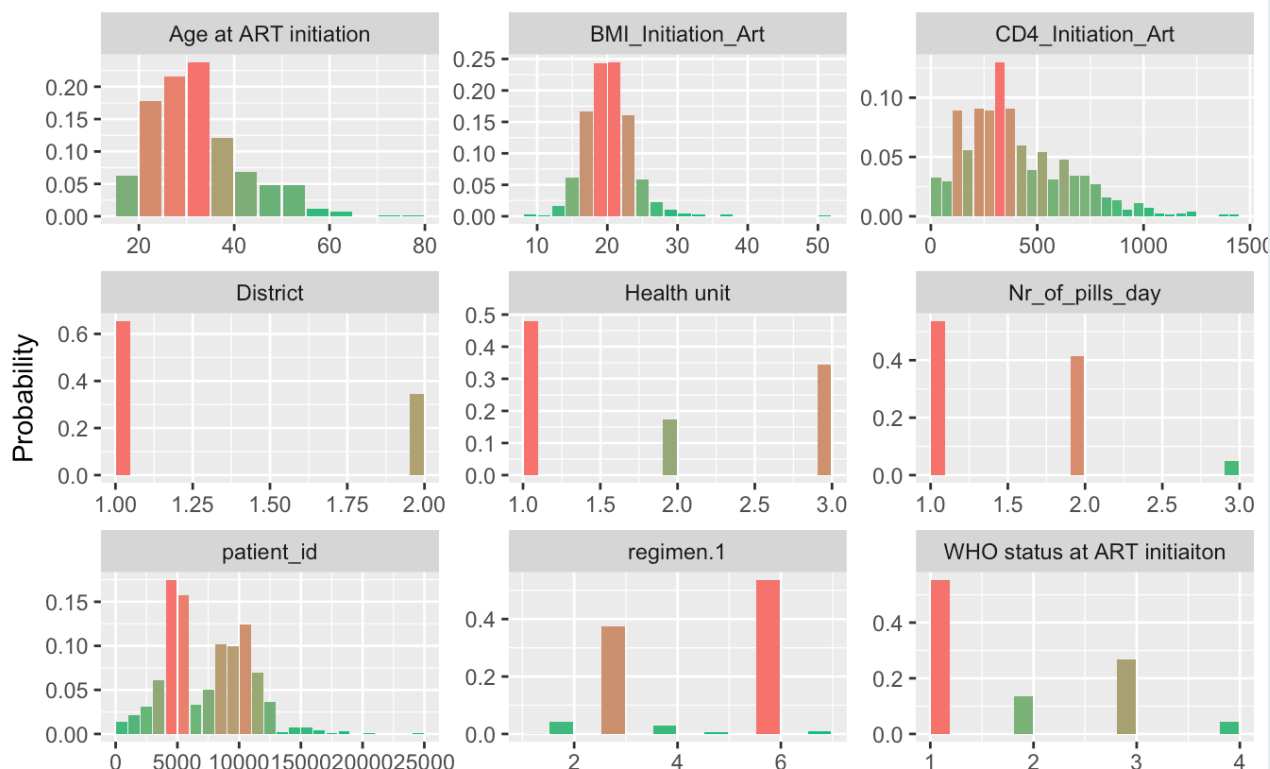 Age at ART initiation BMI_Initiation_Art CD4_Initiation_Art
0.20
0.15
0.10
0.05
0.00
20 40 60 80
0.25
0.20
0.15
0.10
0.05
0.00
10 20 30 40 50
0.10
0.05
0.00
0 500 1000 1500
District Health unit Nr_of_pills_day
Probability
0.6
0.4
0.2
0.0
1.00 1.25 1.50 1.75 2.00
0.5
0.4
0.3
0.2
0.1
0.0
1.0 1.5 2.0 2.5 3.0
0.4
0.2
0.0
1.0 1.5 2.0 2.5 3.0
patient_id regimen.1 WHO status at ART initiaiton
0.15
0.10
0.05
0.00
0 5000 10000 15000 20000 25000
0.4
0.2
0.0
2 4 6
0.4
0.2
0.0
1 2 3 4